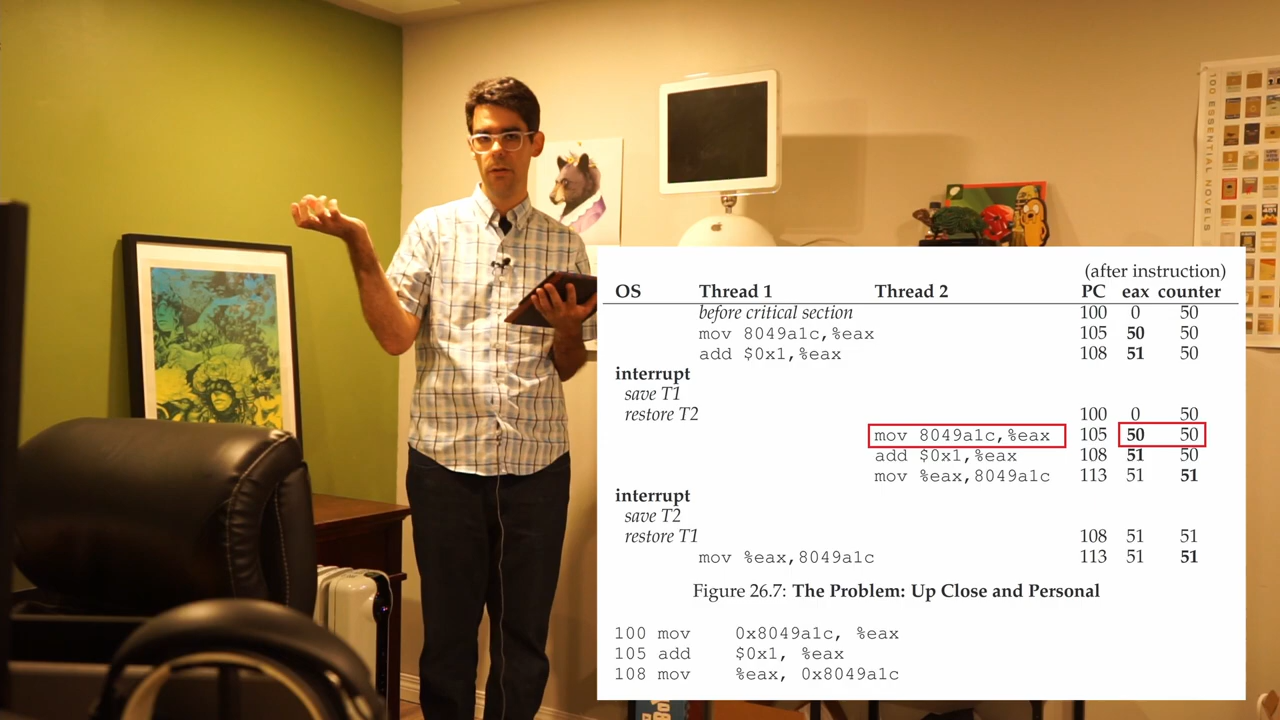 100 ESSENTIAL NOVELS
(after instruction)
OS Thread 1 Thread 2 PC eax counter
before critical section 100 0 50
mov 8049a1c,%eax 105 50 50
add $0x1,%eax 108 51 50
interrupt
save T1
restore T2 100 0 50
mov 8049a1c,%eax 105 50 50
add $0x1,%eax 108 51 50
mov %eax,8049a1c 113 51 51
interrupt
save T2
restore T1 108 51 51
mov %eax,8049a1c 113 51 51
Figure 26.7: The Problem: Up Close and Personal
100 mov 0x8049a1c, %eax
105 add $0x1, %eax
108 mov %eax, 0x8049a1c